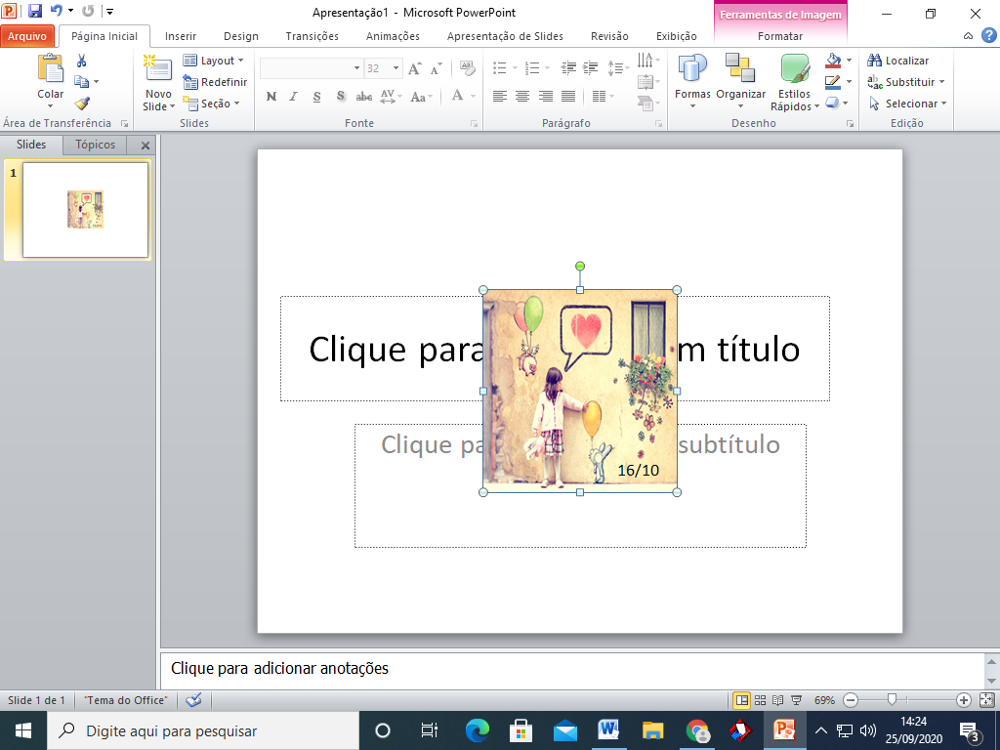 Apresentação1 - Microsoft PowerPoint
Ferramentas de Imagem
Arquivo Página Inicial Inserir Design Transições Animações Apresentação de Slides Revisão Exibição Formatar
Colar
Área de Transferência
Novo Slide
Layout
Redefinir
Seção
Slides
32
N I S S abc AV Aa A
Fonte
Parágrafo
Formas
Organizar
Estilos Rápidos
Desenho
Localizar
Substituir
Selecionar
Edição
Slides Tópicos
1
Clique para m título
Clique pa subtítulo
16/10
Clique para adicionar anotações
Slide 1 de 1 "Tema do Office" 69%
Digite aqui para pesquisar
14:24
25/09/2020
3